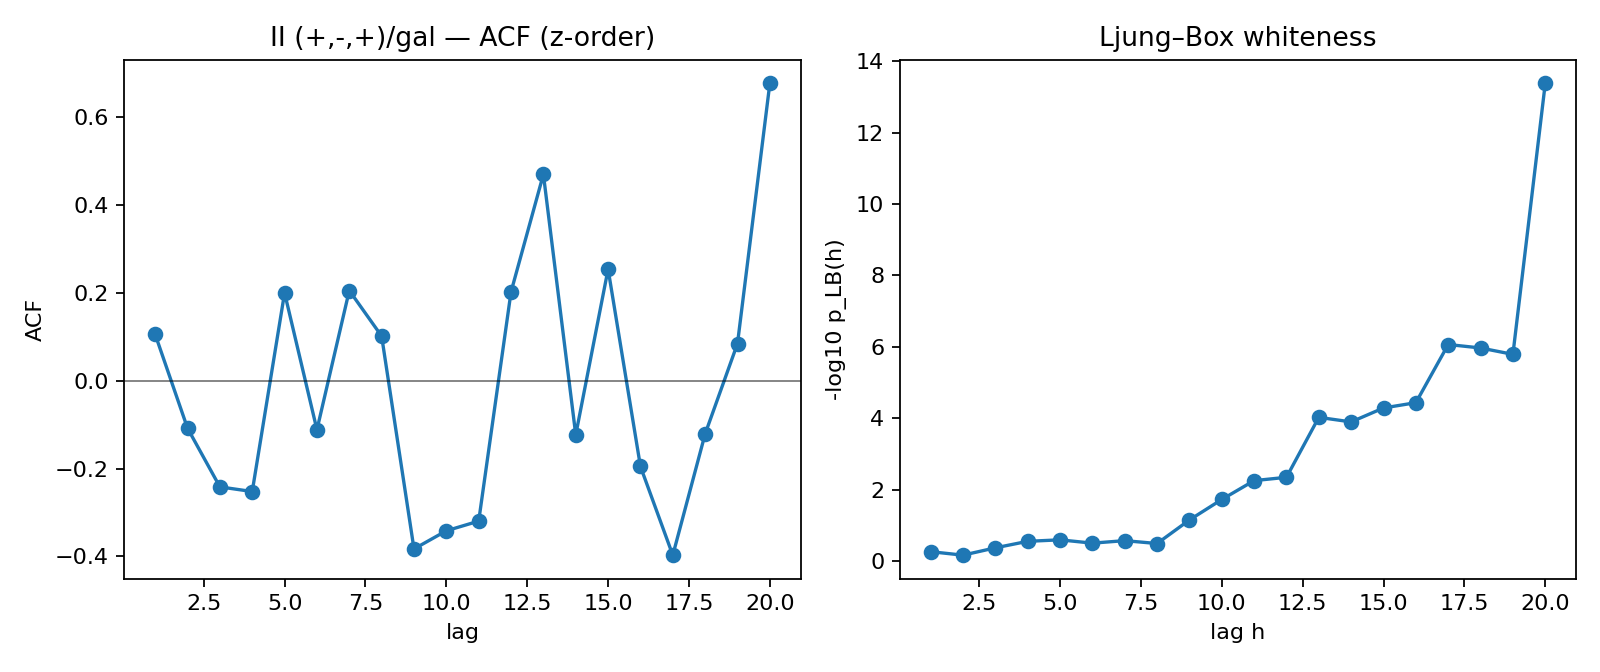 II (+,-,+)/gal — ACF (z-order)
ACF
0.6
0.4
0.2
0.0
−0.2
−0.4
2.5 5.0 7.5 10.0 12.5 15.0 17.5 20.0
lag
Ljung–Box whiteness
-log10 p_LB(h)
14
12
10
8
6
4
2
0
2.5 5.0 7.5 10.0 12.5 15.0 17.5 20.0
lag h